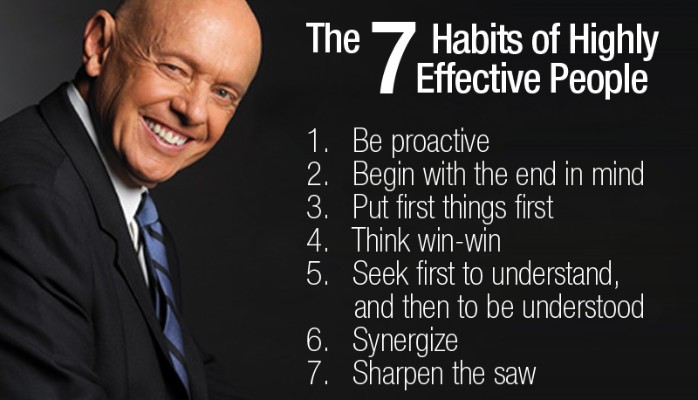 The 7 Habits of Highly
Effective People
1. Be proactive
2. Begin with the end in mind
3. Put first things first
4. Think win-win
5. Seek first to understand,
and then to be understood
6. Synergize
7. Sharpen the saw